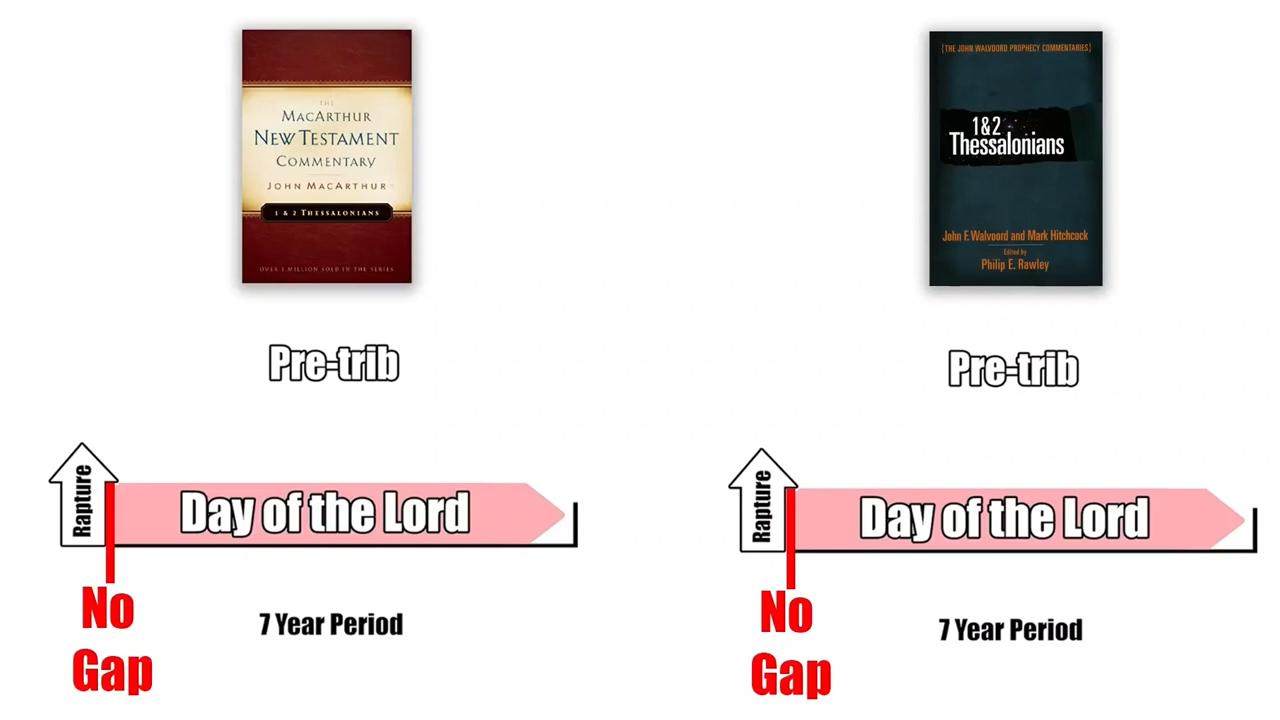 THE
MACARTHUR
NEW TESTAMENT
COMMENTARY
JOHN MACARTHUR
1 & 2 THESSALONIANS
OVER 1 MILLION SOLD IN THE SERIES
Pre-trib
Rapture
Day of the Lord
No
Gap
7 Year Period
{THE JOHN WALVOORD PROPHECY COMMENTARIES}
1&2
Thessalonians
John F. Walvoord and Mark Hitchcock
Edited by
Philip E. Rawley
Pre-trib
Rapture
Day of the Lord
No
Gap
7 Year Period